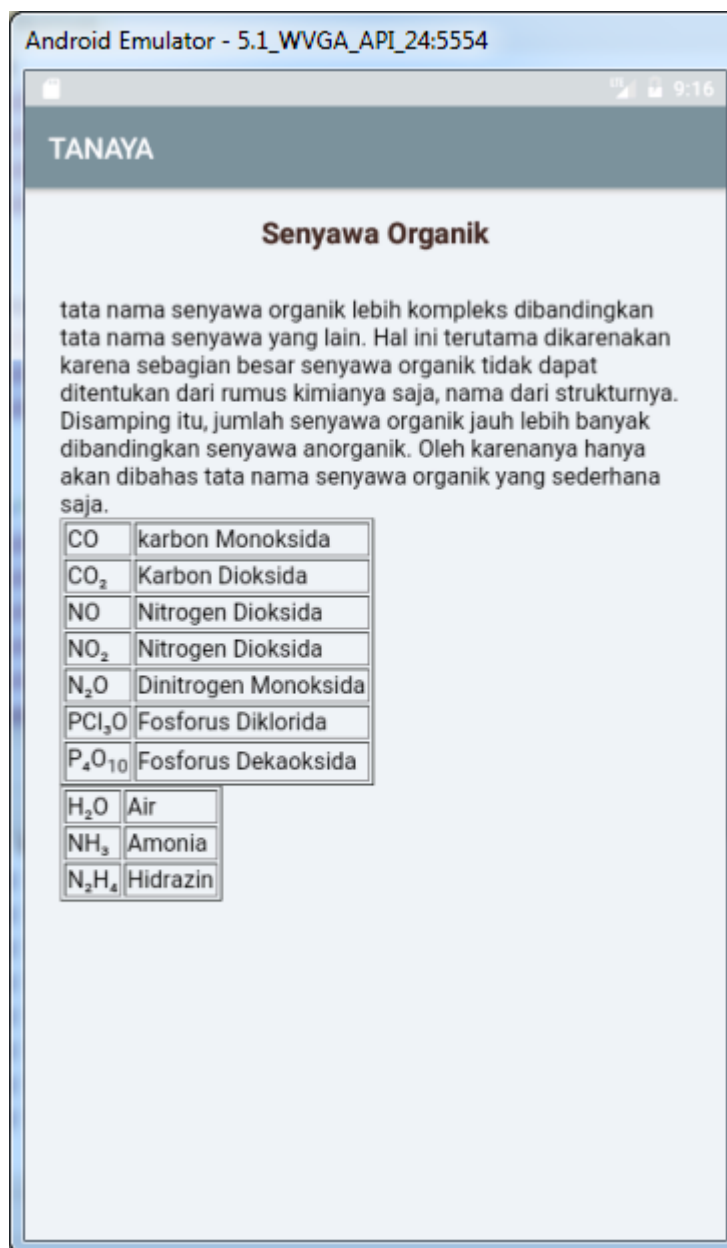 Android Emulator - 5.1_WVGA_API_24:5554
9:16
TANAYA
Senyawa Organik
tata nama senyawa organik lebih kompleks dibandingkan
tata nama senyawa yang lain. Hal ini terutama dikarenakan
karena sebagian besar senyawa organik tidak dapat
ditentukan dari rumus kimianya saja, nama dari strukturnya.
Disamping itu, jumlah senyawa organik jauh lebih banyak
dibandingkan senyawa anorganik. Oleh karenanya hanya
akan dibahas tata nama senyawa organik yang sederhana
saja.
CO karbon Monoksida
CO₂ Karbon Dioksida
NO Nitrogen Dioksida
NO₂ Nitrogen Dioksida
N₂O Dinitrogen Monoksida
PCl₃O Fosforus Diklorida
P₄O₁₀ Fosforus Dekaoksida
H₂O Air
NH₃ Amonia
N₂H₄ Hidrazin